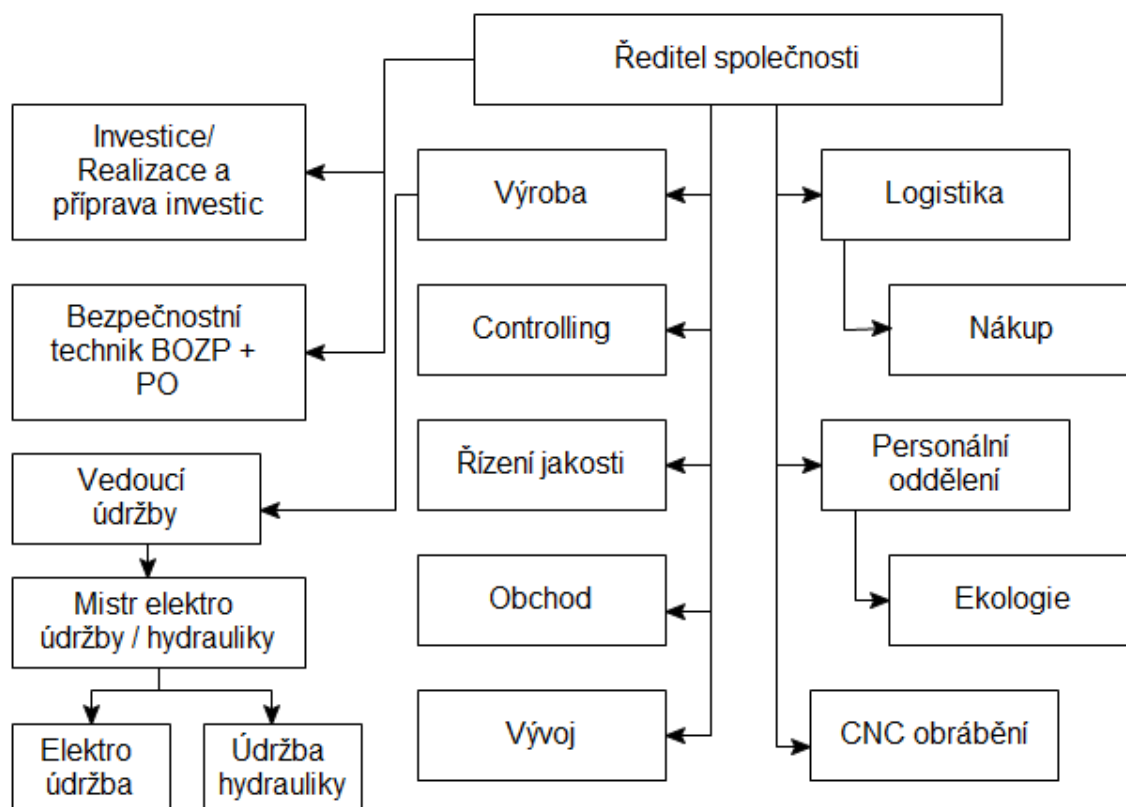 Ředitel společnosti
Investice/
Realizace a
příprava investic
Výroba
Logistika
Bezpečnostní
technik BOZP +
PO
Controlling
Nákup
Vedoucí
údržby
Řízení jakosti
Personální
oddělení
Mistr elektro
údržby / hydrauliky
Obchod
Ekologie
Elektro
údržba
Údržba
hydrauliky
Vývoj
CNC obrábění